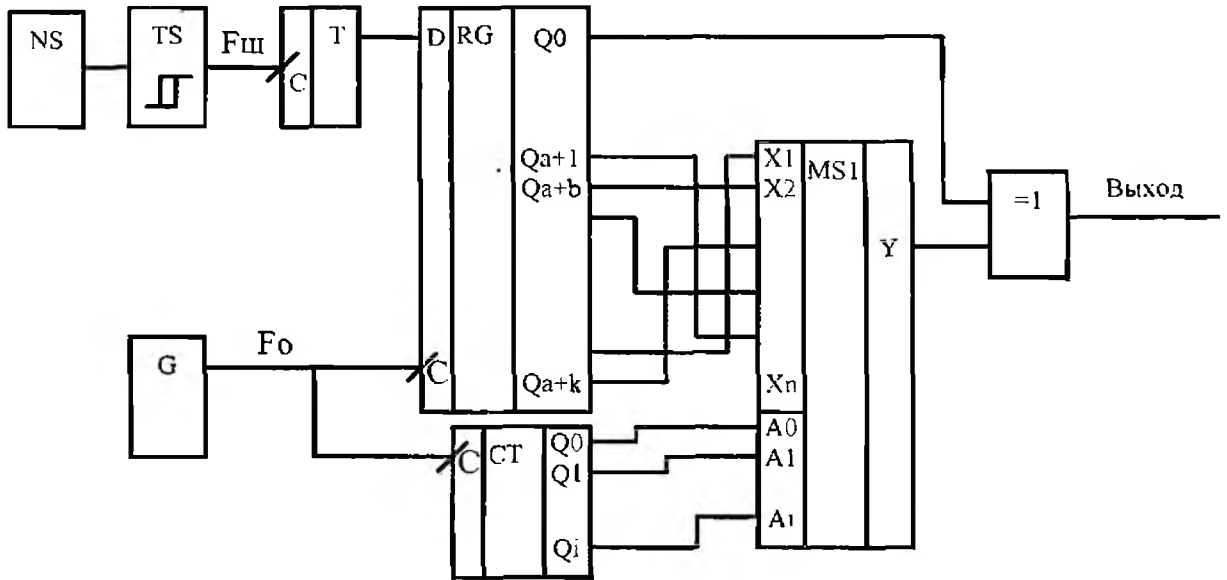 NS
TS
Fш
C
T
D
RG
Q0
Qa+1
Qa+b
Qa+k
C
X1
X2
Xn
MS1
Y
A0
A1
Ai
=1
Выход
G
Fo
C
CT
Q0
Q1
Qi